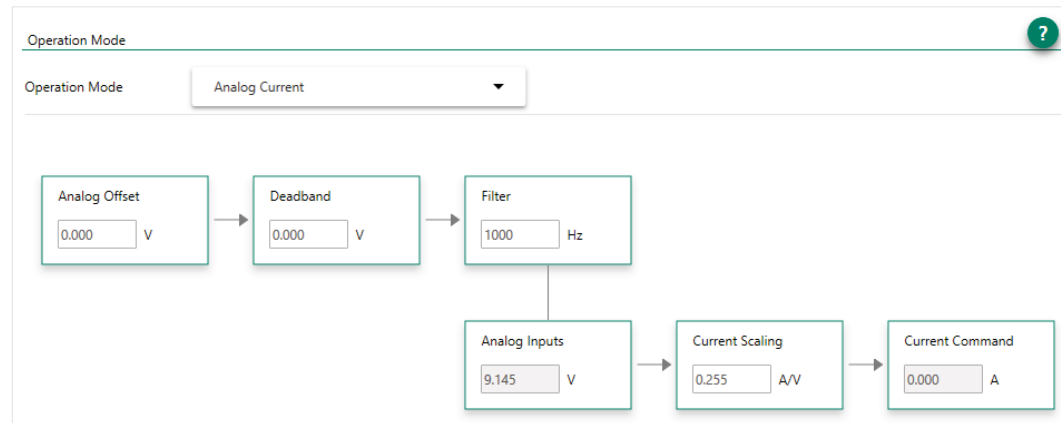 Operation Mode
?
Operation Mode Analog Current
Analog Offset
0.000 V
Deadband
0.000 V
Filter
1000 Hz
Analog Inputs
9.145 V
Current Scaling
0.255 A/V
Current Command
0.000 A